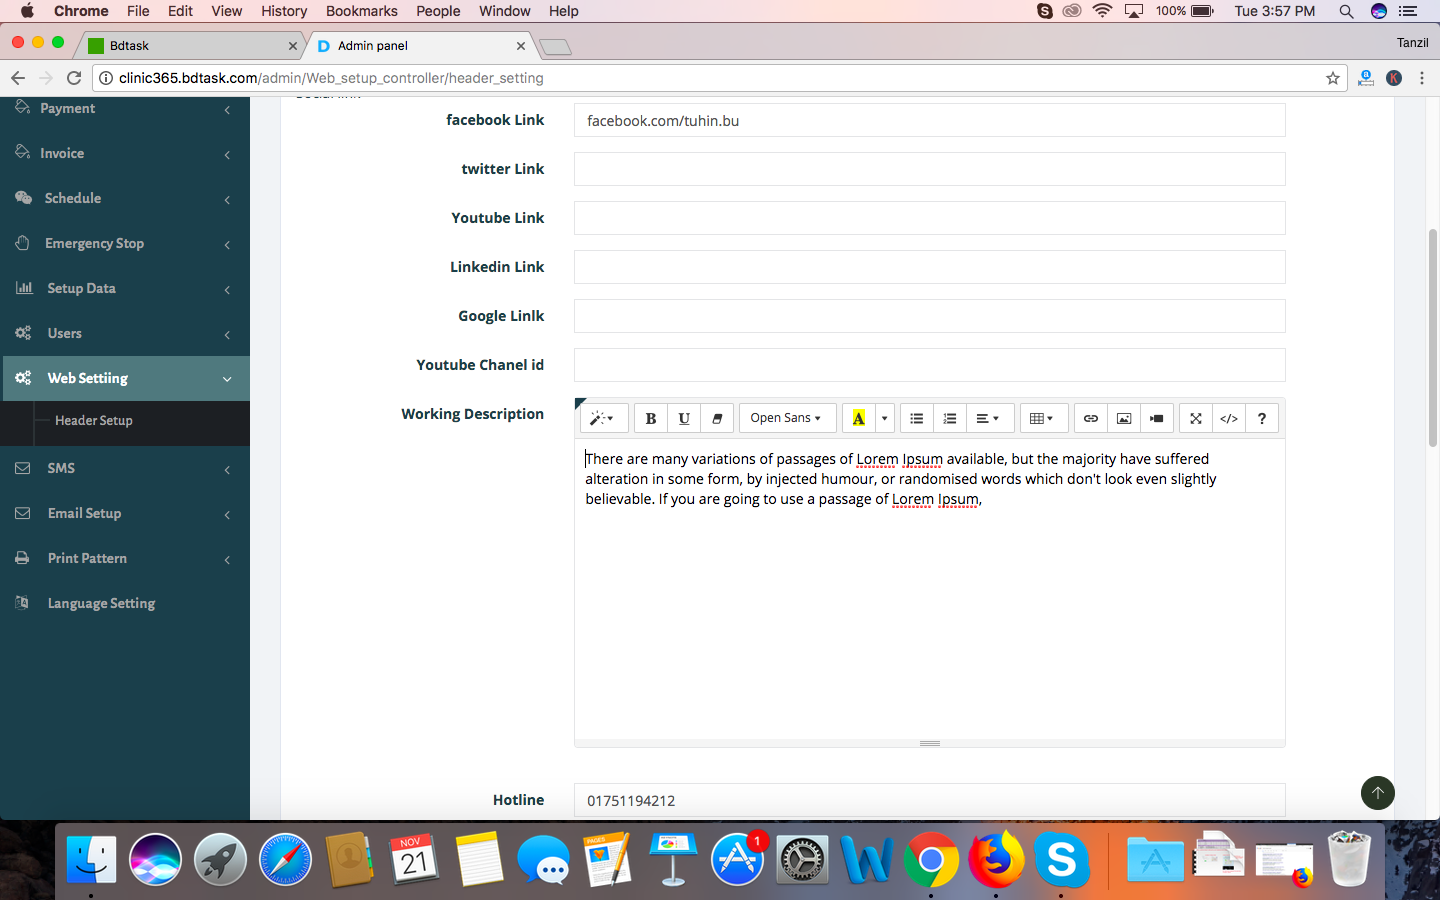 Chrome File Edit View History Bookmarks People Window Help 100% Tue 3:57 PM
Bdtask
Admin panel
Tanzil
clinic365.bdtask.com/admin/Web_setup_controller/header_setting
Payment
Invoice
Schedule
Emergency Stop
Setup Data
Users
Web Settiing
Header Setup
SMS
Email Setup
Print Pattern
Language Setting
facebook Link facebook.com/tuhin.bu
twitter Link
Youtube Link
Linkedin Link
Google Linlk
Youtube Chanel id
Working Description
B U Open Sans A </> ?
There are many variations of passages of Lorem Ipsum available, but the majority have suffered
alteration in some form, by injected humour, or randomised words which don't look even slightly
believable. If you are going to use a passage of Lorem Ipsum,
Hotline 01751194212
NOV
21
PAGES
1